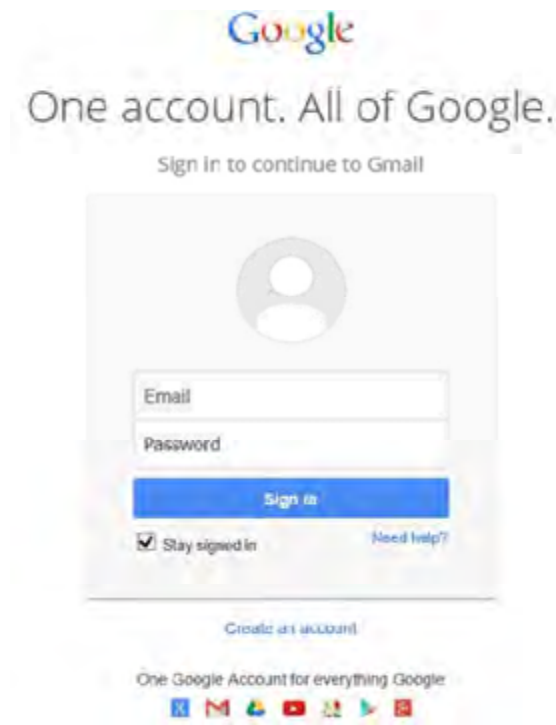 Google
One account. All of Google.
Sign in to continue to Gmail
Email
Password
Sign in
Stay signed in
Need help?
Create an account
One Google Account for everything Google